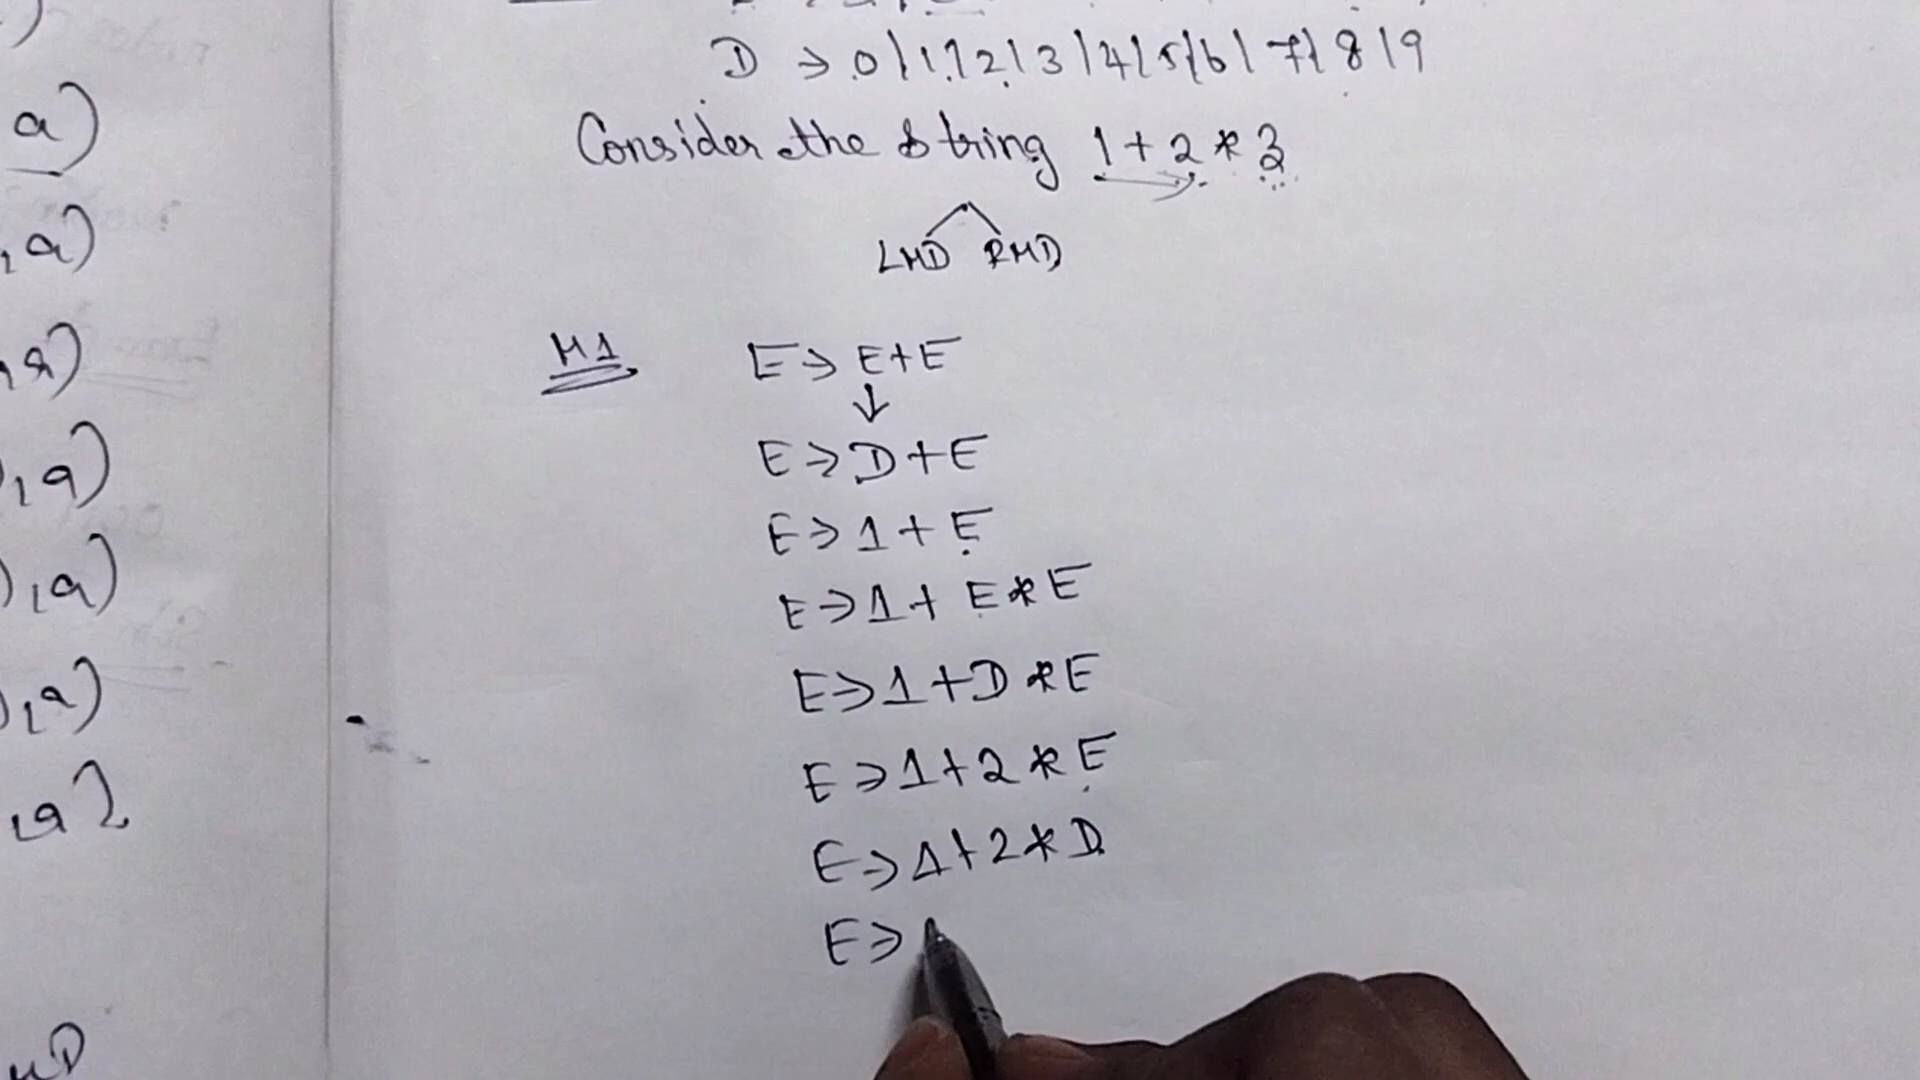 a)
,a)
,a)
),a)
),a)
),a)
,a)
MD
D → 0|1|2|3|4|5|6|7|8|9
Consider the string 1+2*3
LMD RMD
M1
E → E+E
↓
E → D+E
E → 1+E
E → 1+E*E
E → 1+D*E
E → 1+2*E
E → 1+2*D
E →